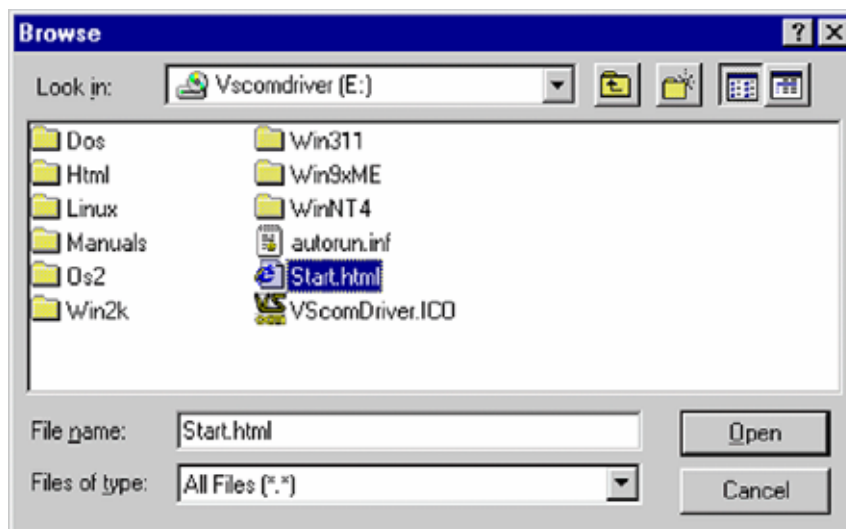 Browse
Look in: Vscomdriver (E:)
Dos Win311
Html Win9xME
Linux WinNT4
Manuals autorun.inf
Os2 Start.html
Win2k VScomDriver.ICO
File name: Start.html Open
Files of type: All Files (*.*) Cancel